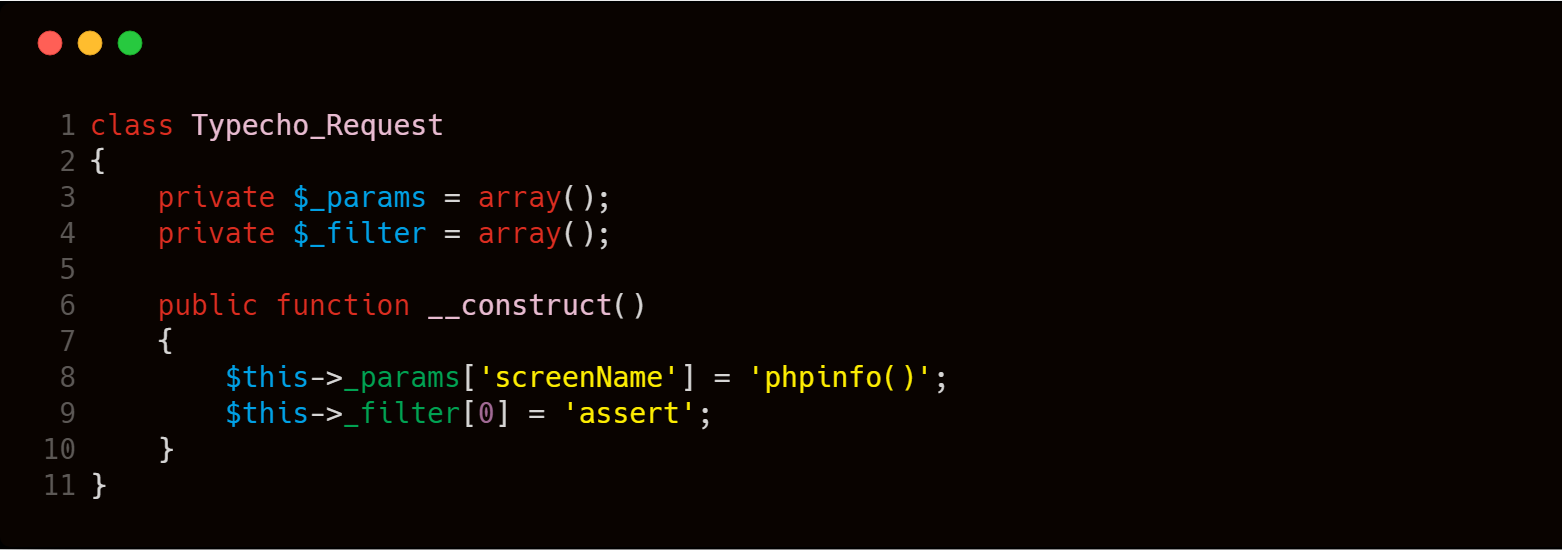 1 class Typecho_Request
2 {
3     private $_params = array();
4     private $_filter = array();
5
6     public function __construct()
7     {
8         $this->_params['screenName'] = 'phpinfo()';
9         $this->_filter[0] = 'assert';
10     }
11 }